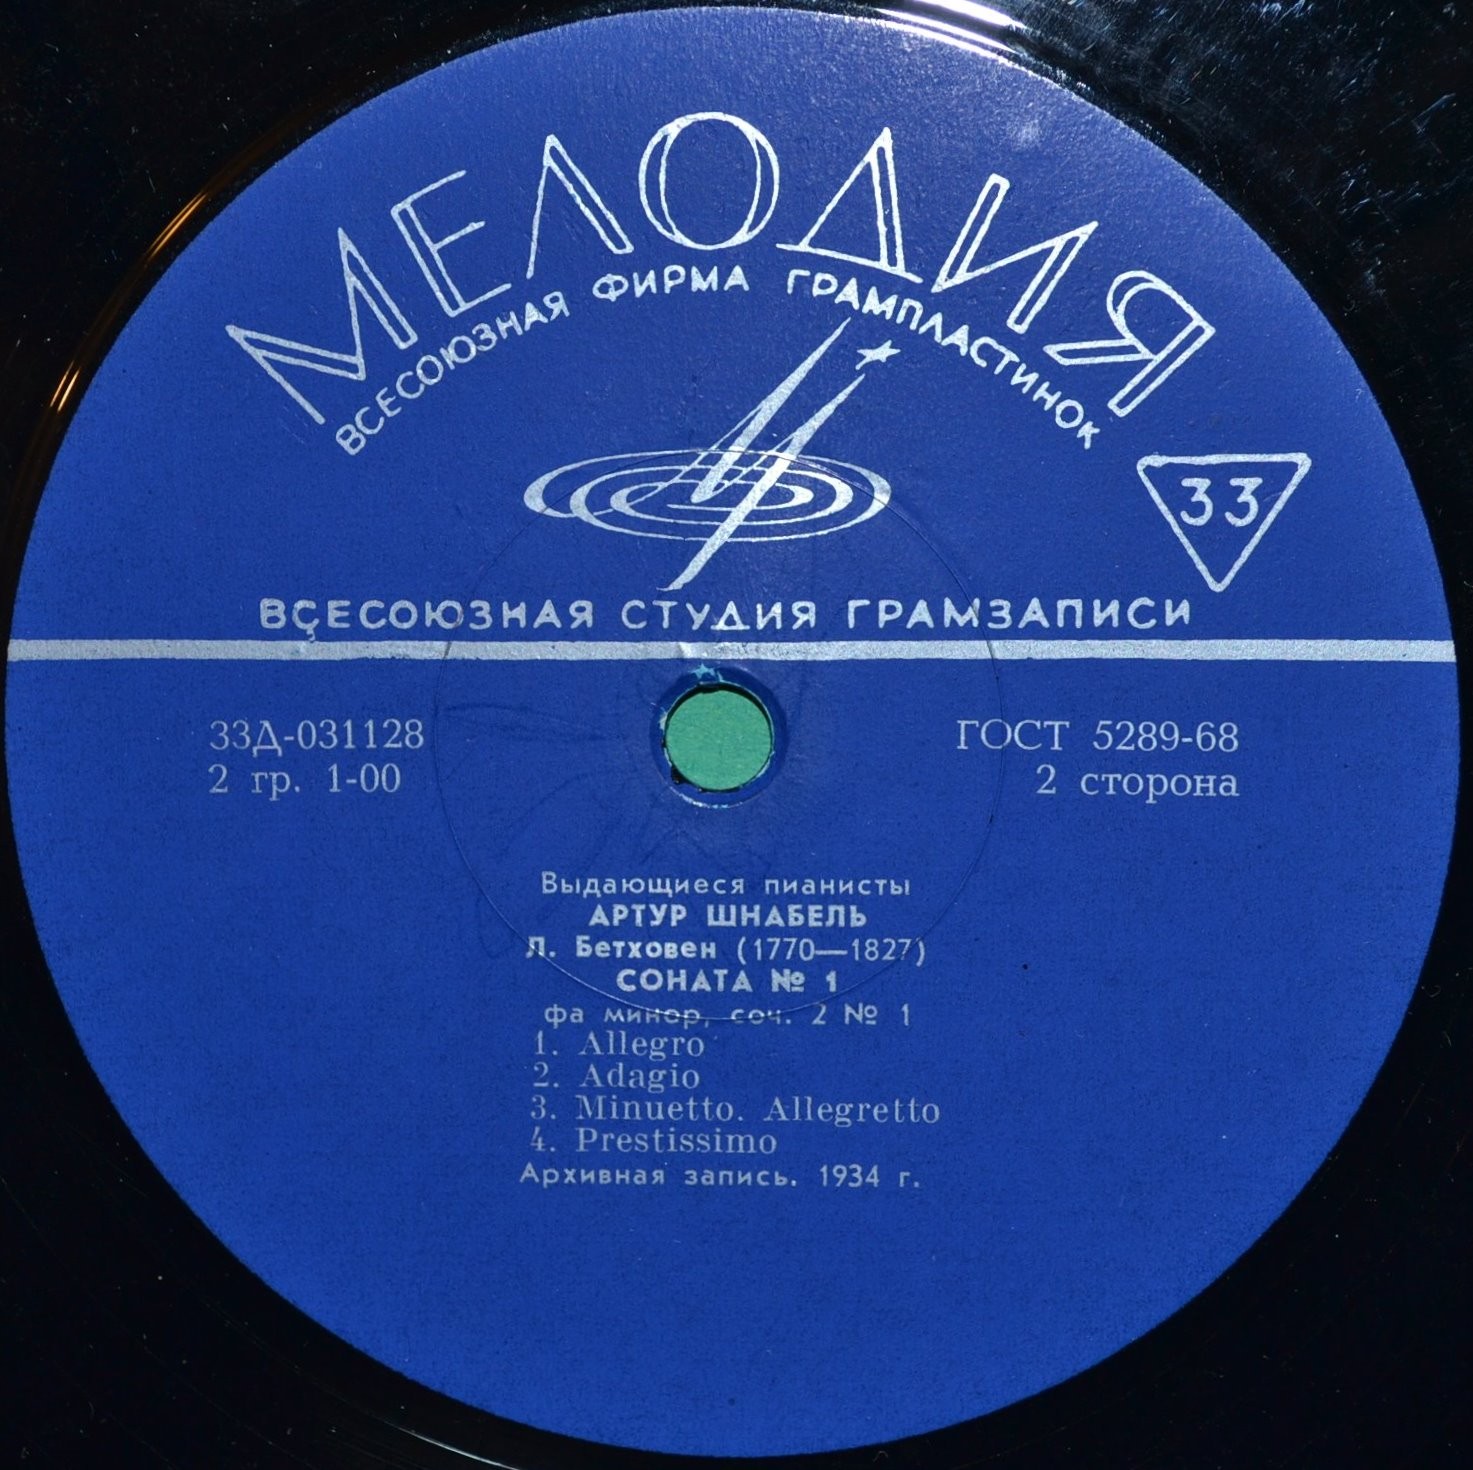 МЕЛОДИЯ
ВСЕСОЮЗНАЯ ФИРМА ГРАМПЛАСТИНОК
33
ВСЕСОЮЗНАЯ СТУДИЯ ГРАМЗАПИСИ
33Д-031128
2 гр. 1-00
ГОСТ 5289-68
2 сторона
Выдающиеся пианисты
АРТУР ШНАБЕЛЬ
Л. Бетховен (1770—1827)
СОНАТА № 1
фа минор, соч. 2 № 1
1. Allegro
2. Adagio
3. Minuetto. Allegretto
4. Prestissimo
Архивная запись. 1934 г.